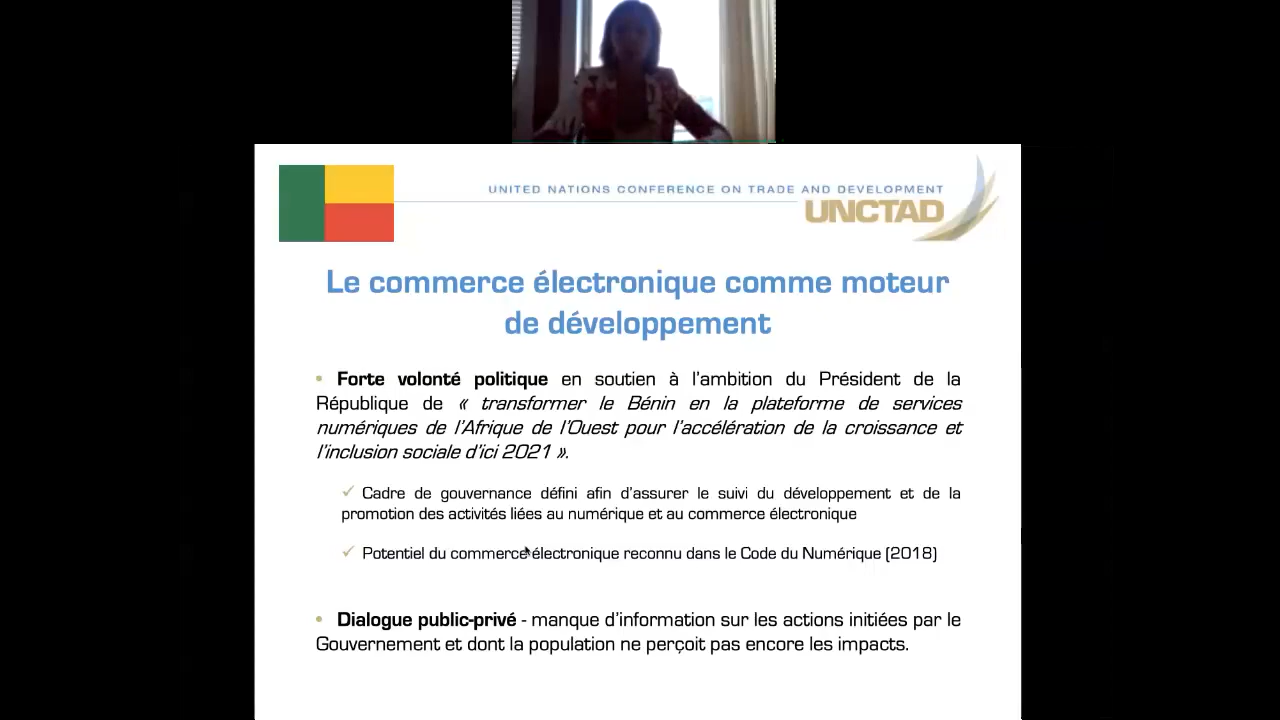 UNITED NATIONS CONFERENCE ON TRADE AND DEVELOPMENT
UNCTAD
Le commerce électronique comme moteur
de développement
• Forte volonté politique en soutien à l'ambition du Président de la
République de « transformer le Bénin en la plateforme de services
numériques de l'Afrique de l'Ouest pour l'accélération de la croissance et
l'inclusion sociale d'ici 2021 ».
✓ Cadre de gouvernance défini afin d'assurer le suivi du développement et de la
promotion des activités liées au numérique et au commerce électronique
✓ Potentiel du commerce électronique reconnu dans le Code du Numérique (2018)
• Dialogue public-privé - manque d'information sur les actions initiées par le
Gouvernement et dont la population ne perçoit pas encore les impacts.